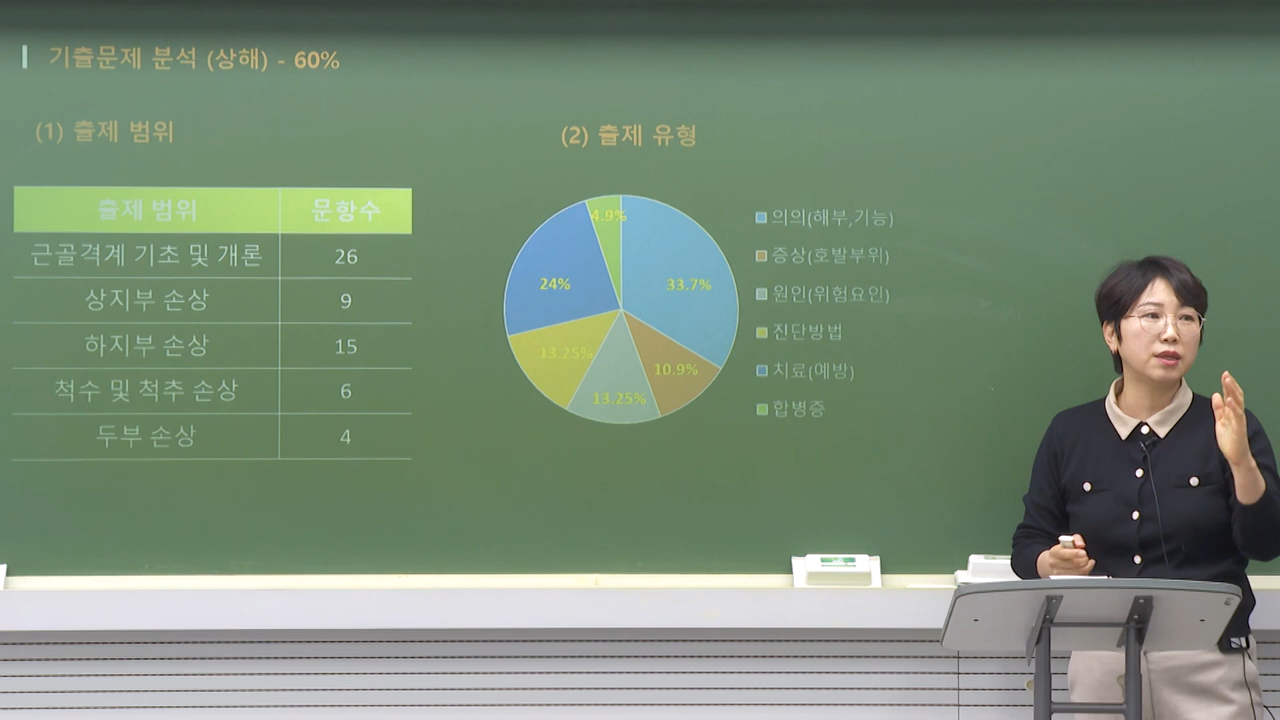 기출문제 분석 (상해) - 60%
(1) 출제 범위
출제 범위 문항수
근골격계 기초 및 개론 26
상지부 손상 9
하지부 손상 15
척수 및 척추 손상 6
두부 손상 4
(2) 출제 유형
4.9%
24%
33.7%
13.25%
10.9%
13.25%
의의(해부,기능)
증상(호발부위)
원인(위험요인)
진단방법
치료(예방)
합병증